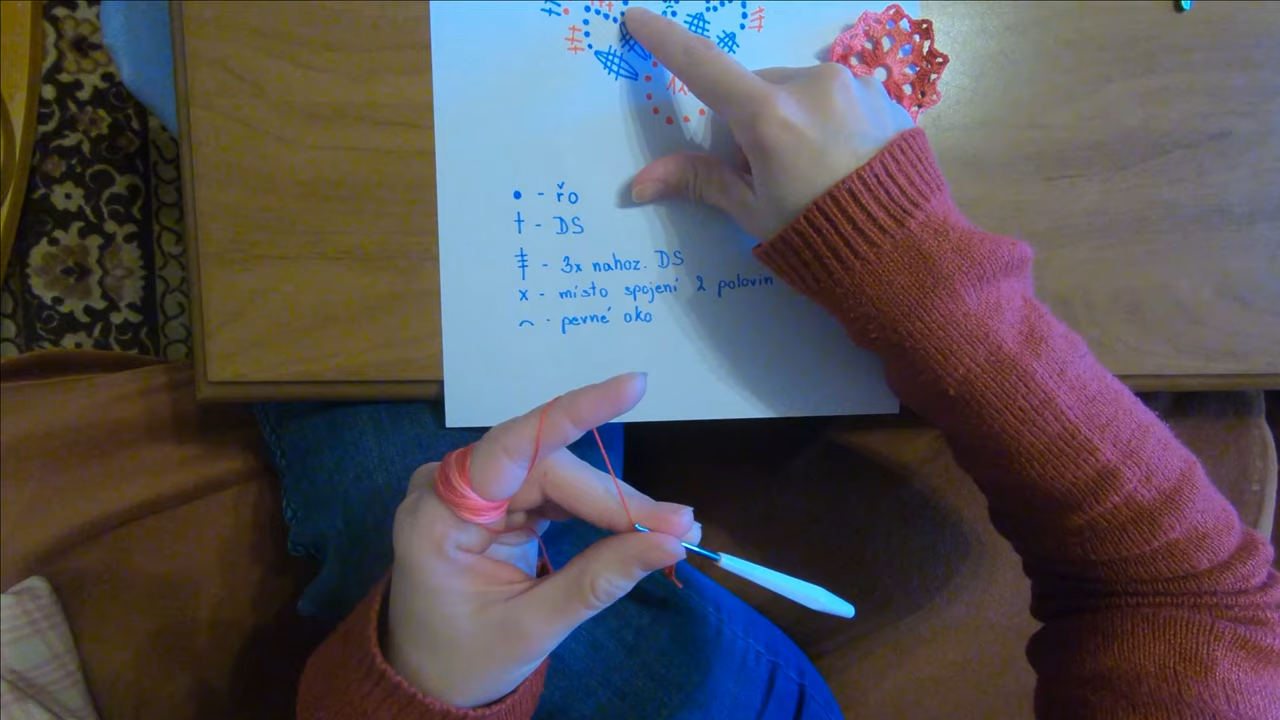 • - řo
† - DS
‡ - 3x nahoz. DS
x - místo spojení 2 polovin
⌒ - pevné oko